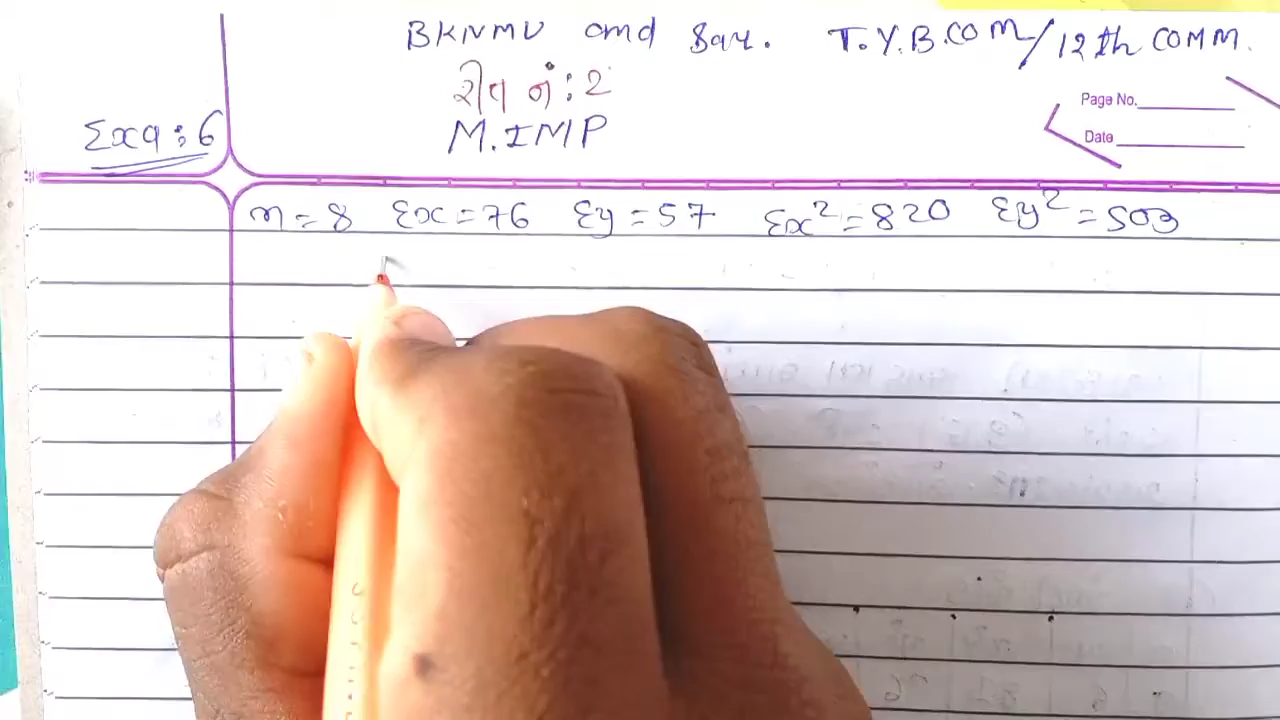 BKNMU and Sau. T.Y.B.COM/12th COMM.
રીત નં:2
M.IMP
Page No.
Date
Exa:6
n=8 Σx=76 Σy=57 Σx²=820 Σy²=503